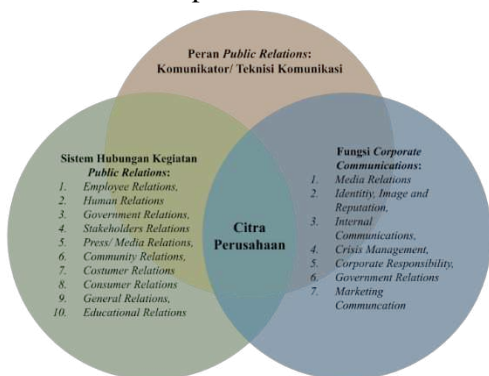 Peran Public Relations:
Komunikator/ Teknisi Komunikasi
Sistem Hubungan Kegiatan
Public Relations:
1. Employee Relations,
2. Human Relations
3. Government Relations,
4. Stakeholders Relations
5. Press/ Media Relations,
6. Community Relations,
7. Costumer Relations
8. Consumer Relations
9. General Relations,
10. Educational Relations
Citra
Perusahaan
Fungsi Corporate
Communications:
1. Media Relations
2. Identitiy, Image and
Reputation,
3. Internal
Communications,
4. Crisis Management,
5. Corporate Responsibility,
6. Government Relations
7. Marketing
Communcation